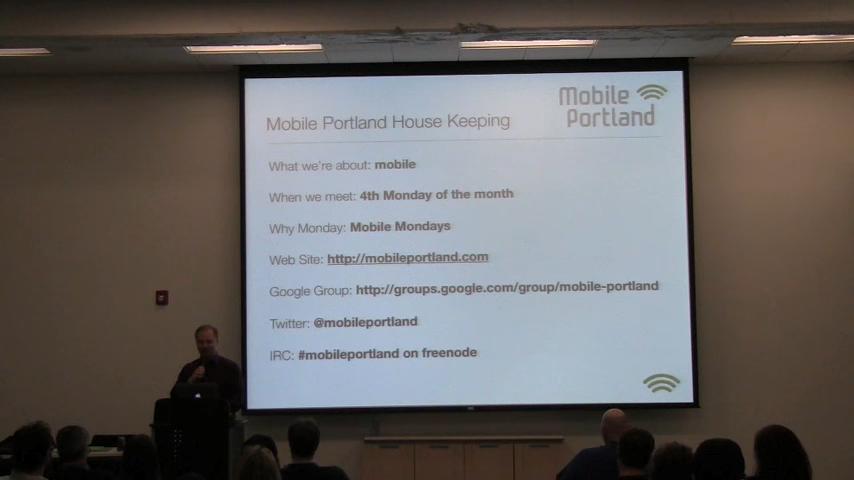 Mobile
Portland
Mobile Portland House Keeping
What we're about: mobile
When we meet: 4th Monday of the month
Why Monday: Mobile Mondays
Web Site: http://mobileportland.com
Google Group: http://groups.google.com/group/mobile-portland
Twitter: @mobileportland
IRC: #mobileportland on freenode